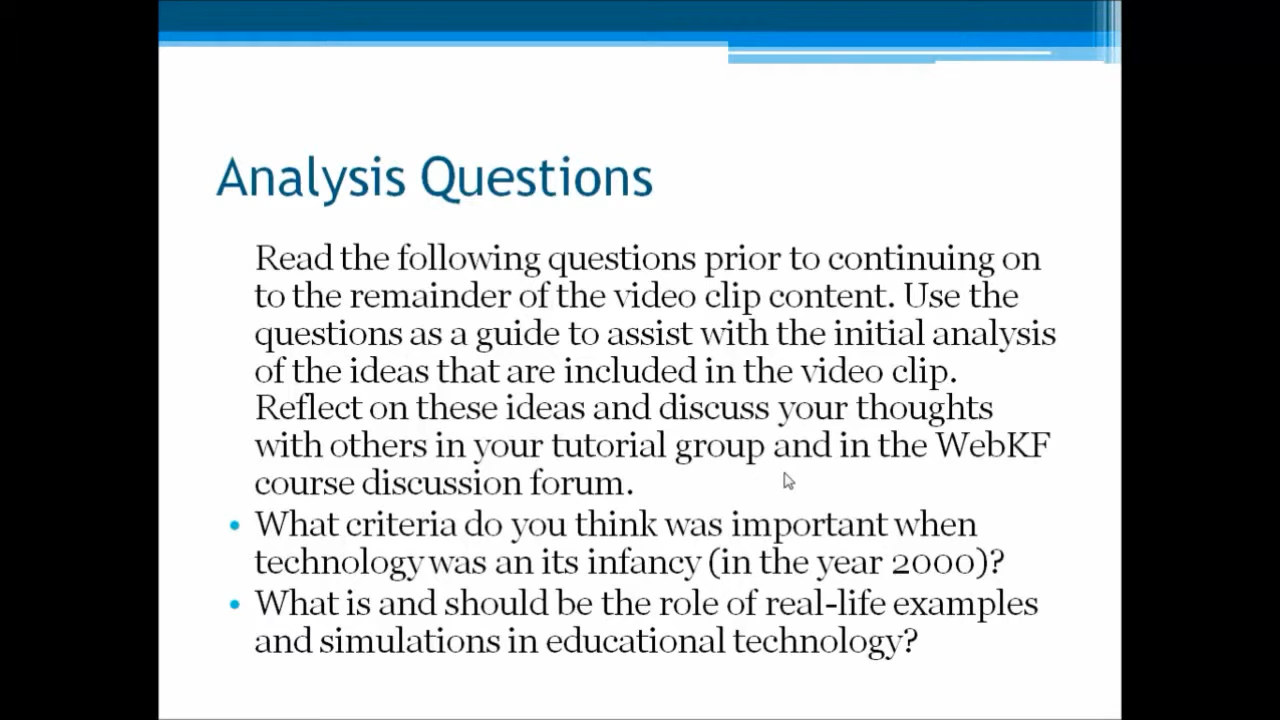 Analysis Questions
Read the following questions prior to continuing on
to the remainder of the video clip content. Use the
questions as a guide to assist with the initial analysis
of the ideas that are included in the video clip.
Reflect on these ideas and discuss your thoughts
with others in your tutorial group and in the WebKF
course discussion forum.
• What criteria do you think was important when
technology was an its infancy (in the year 2000)?
• What is and should be the role of real-life examples
and simulations in educational technology?